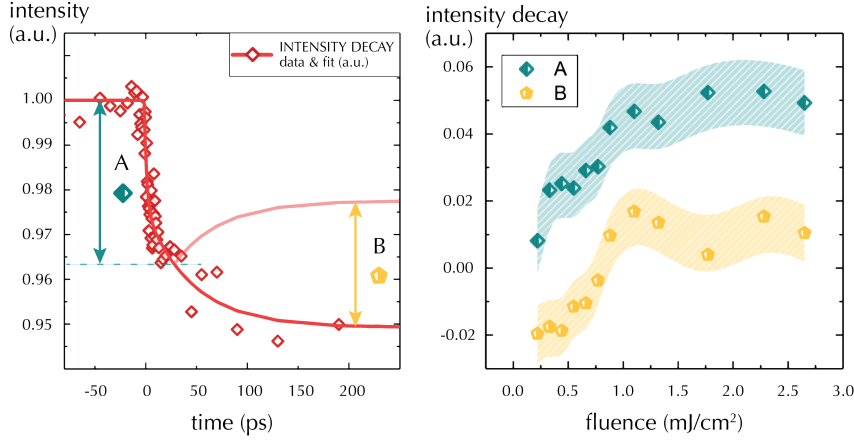 intensity
(a.u.)
1.00
0.99
0.98
0.97
0.96
0.95
-50
0
50
100
150
200
time (ps)
INTENSITY DECAY
data & fit (a.u.)
A
B
intensity decay
(a.u.)
0.06
0.04
0.02
0.00
-0.02
0.0
0.5
1.0
1.5
2.0
2.5
3.0
fluence (mJ/cm²)
A
B